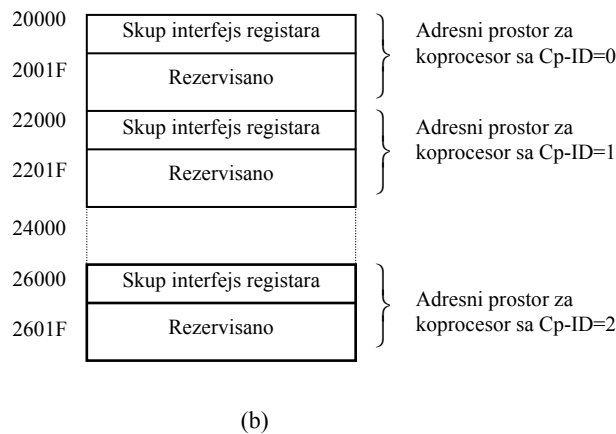 20000
Skup interfejs registara
Adresni prostor za
koprocesor sa Cp-ID=0
2001F
Rezervisano
22000
Skup interfejs registara
Adresni prostor za
koprocesor sa Cp-ID=1
2201F
Rezervisano
24000
26000
Skup interfejs registara
Adresni prostor za
koprocesor sa Cp-ID=2
2601F
Rezervisano
(b)